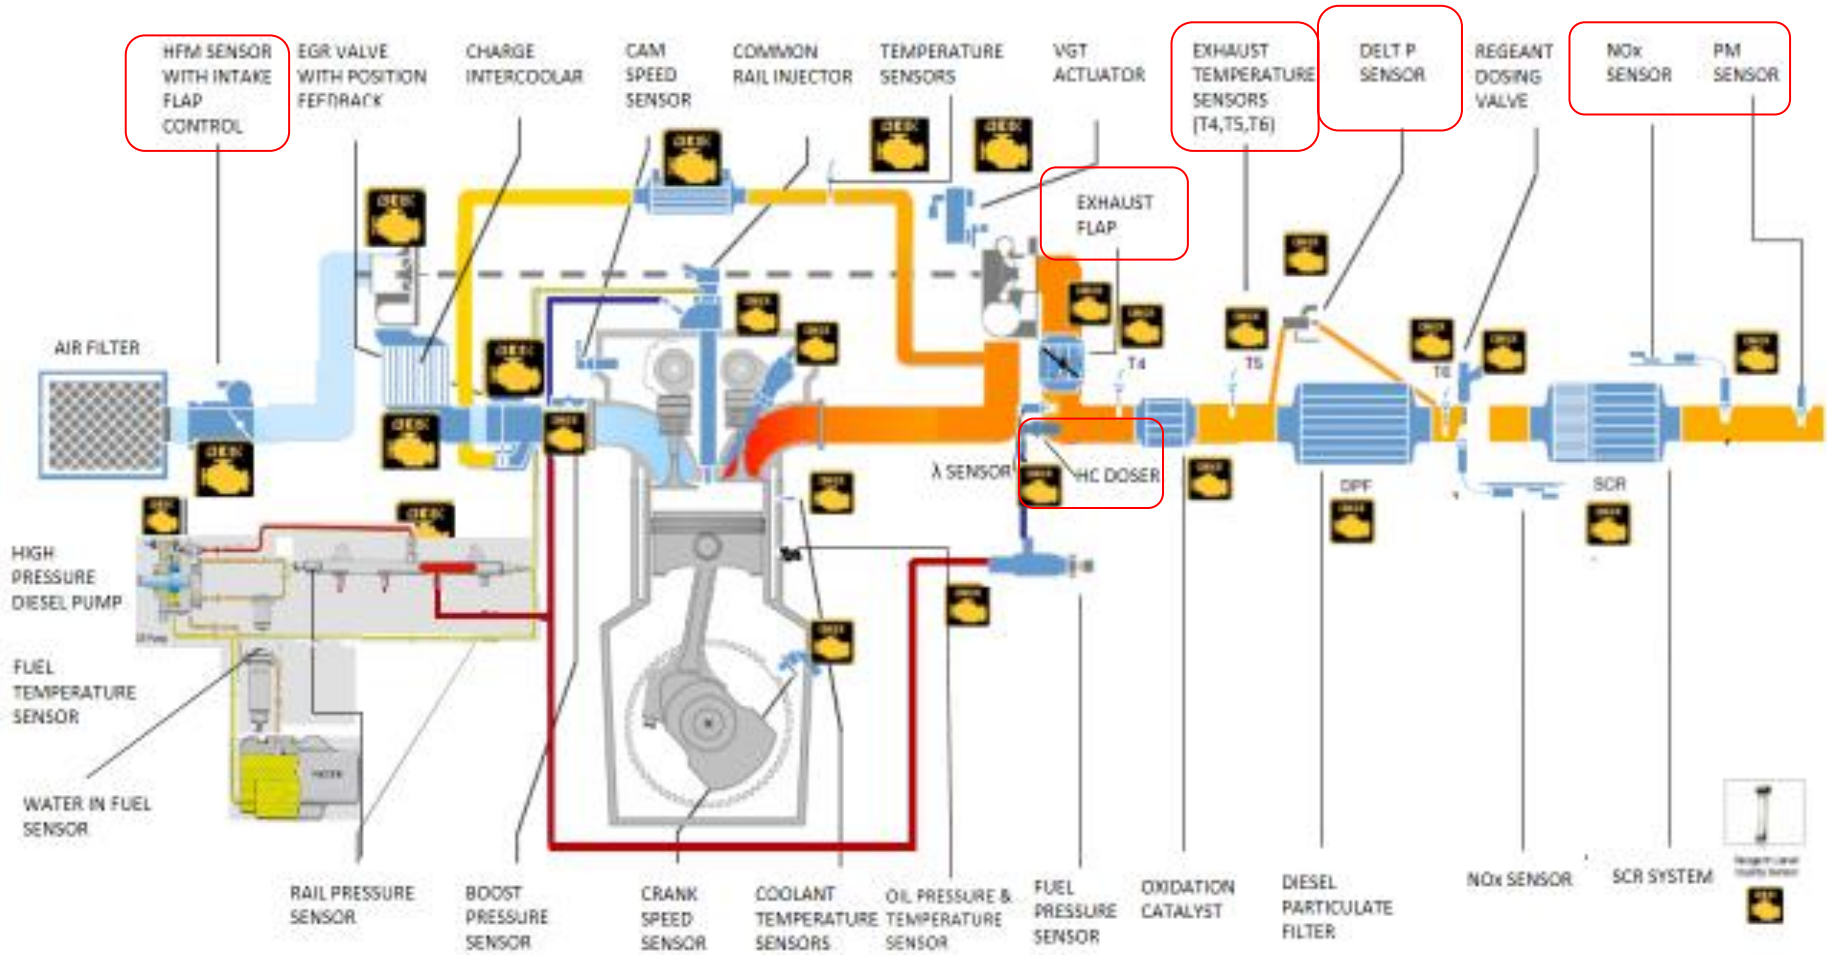 HFM SENSOR
WITH INTAKE
FLAP
CONTROL
EGR VALVE
WITH POSITION
FEEDBACK
CHARGE
INTERCOOLAR
CAM
SPEED
SENSOR
COMMON
RAIL INJECTOR
TEMPERATURE
SENSORS
VGT
ACTUATOR
EXHAUST
TEMPERATURE
SENSORS
(T4,T5,T6)
DELT P
SENSOR
REGEANT
DOSING
VALVE
NOx
SENSOR
PM
SENSOR
EXHAUST
FLAP
AIR FILTER
T4
T5
T6
λ SENSOR
HC DOSER
DPF
SCR
HIGH
PRESSURE
DIESEL PUMP
FUEL
TEMPERATURE
SENSOR
WATER IN FUEL
SENSOR
RAIL PRESSURE
SENSOR
BOOST
PRESSURE
SENSOR
CRANK
SPEED
SENSOR
COOLANT
TEMPERATURE
SENSORS
OIL PRESSURE &
TEMPERATURE
SENSOR
FUEL
PRESSURE
SENSOR
OXIDATION
CATALYST
DIESEL
PARTICULATE
FILTER
NOx SENSOR
SCR SYSTEM